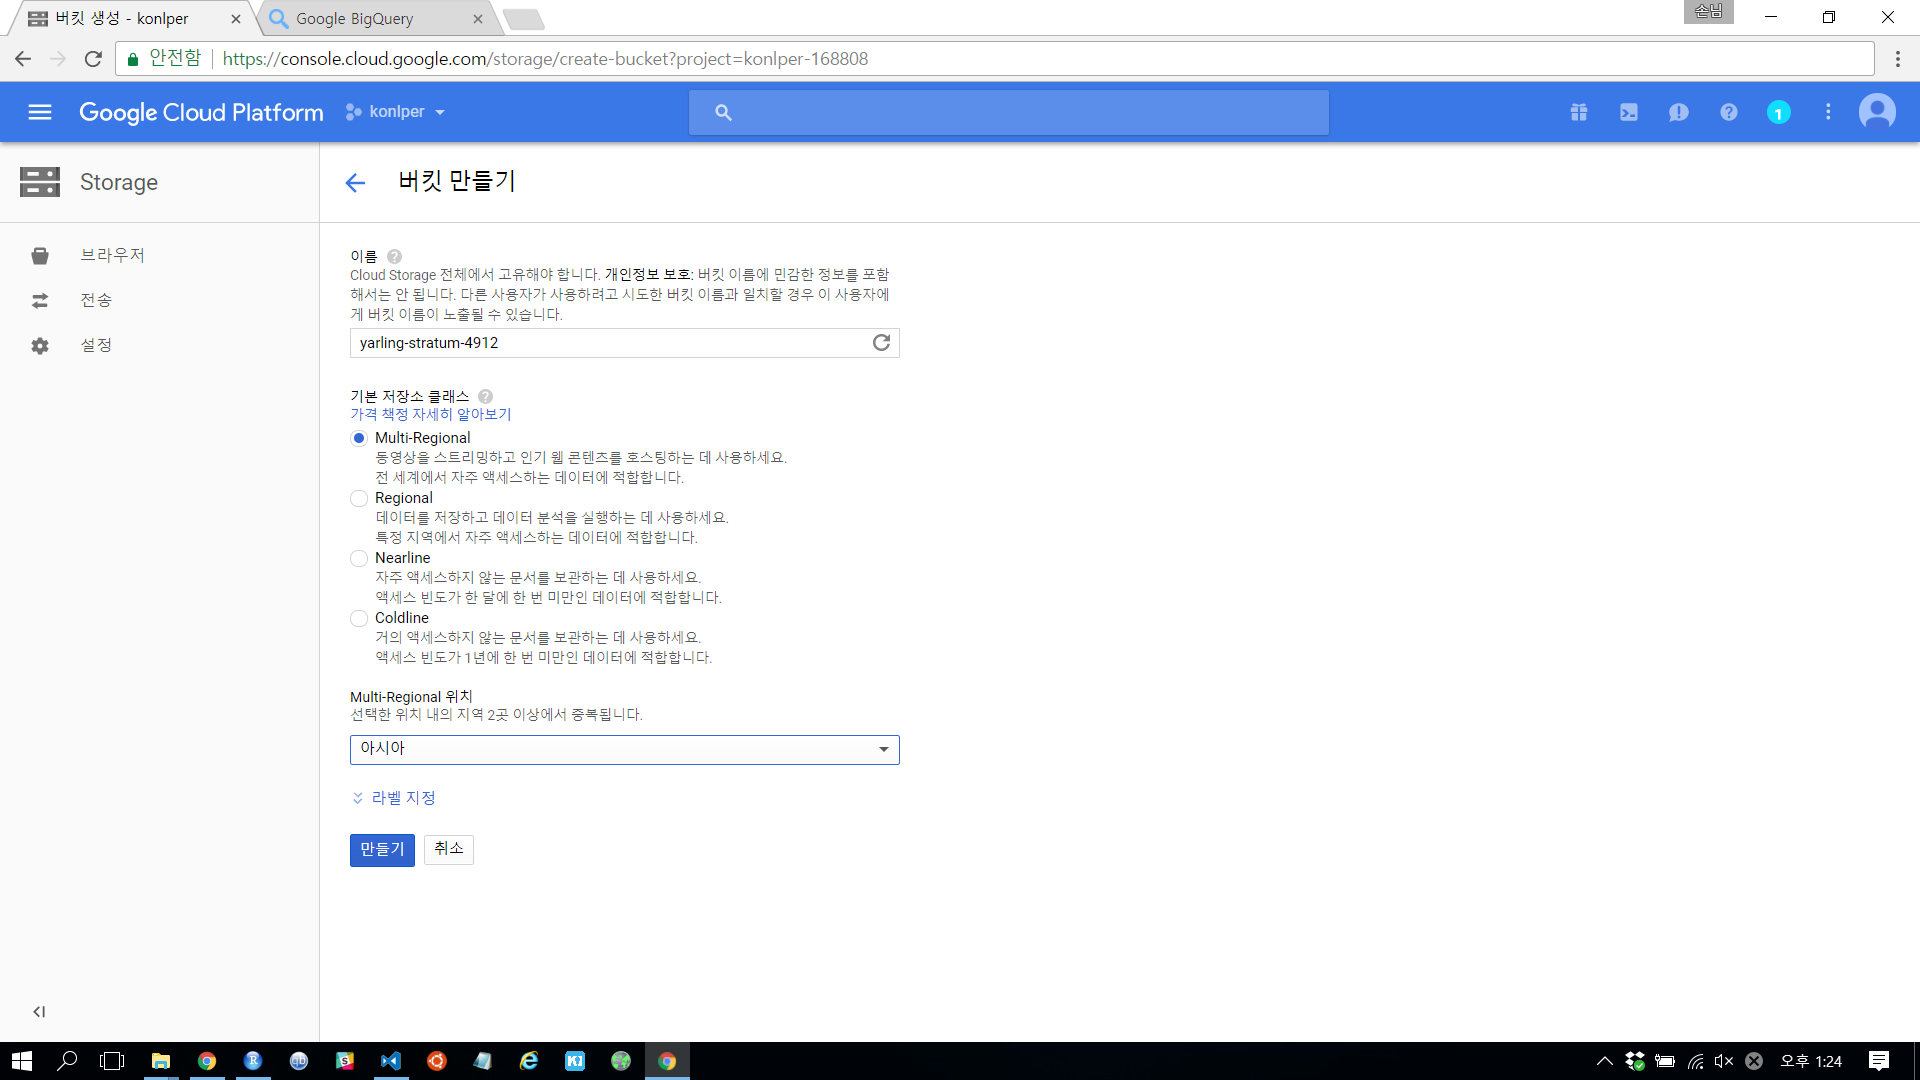 버킷 생성 - konlper
Google BigQuery
손님
안전함
https://console.cloud.google.com/storage/create-bucket?project=konlper-168808
Google Cloud Platform
konlper
1
Storage
버킷 만들기
브라우저
전송
설정
이름
Cloud Storage 전체에서 고유해야 합니다. 개인정보 보호: 버킷 이름에 민감한 정보를 포함
해서는 안 됩니다. 다른 사용자가 사용하려고 시도한 버킷 이름과 일치할 경우 이 사용자에
게 버킷 이름이 노출될 수 있습니다.
yarling-stratum-4912
기본 저장소 클래스
가격 책정 자세히 알아보기
Multi-Regional
동영상을 스트리밍하고 인기 웹 콘텐츠를 호스팅하는 데 사용하세요.
전 세계에서 자주 액세스하는 데이터에 적합합니다.
Regional
데이터를 저장하고 데이터 분석을 실행하는 데 사용하세요.
특정 지역에서 자주 액세스하는 데이터에 적합합니다.
Nearline
자주 액세스하지 않는 문서를 보관하는 데 사용하세요.
액세스 빈도가 한 달에 한 번 미만인 데이터에 적합합니다.
Coldline
거의 액세스하지 않는 문서를 보관하는 데 사용하세요.
액세스 빈도가 1년에 한 번 미만인 데이터에 적합합니다.
Multi-Regional 위치
선택한 위치 내의 지역 2곳 이상에서 중복됩니다.
아시아
라벨 지정
만들기
취소
오후 1:24